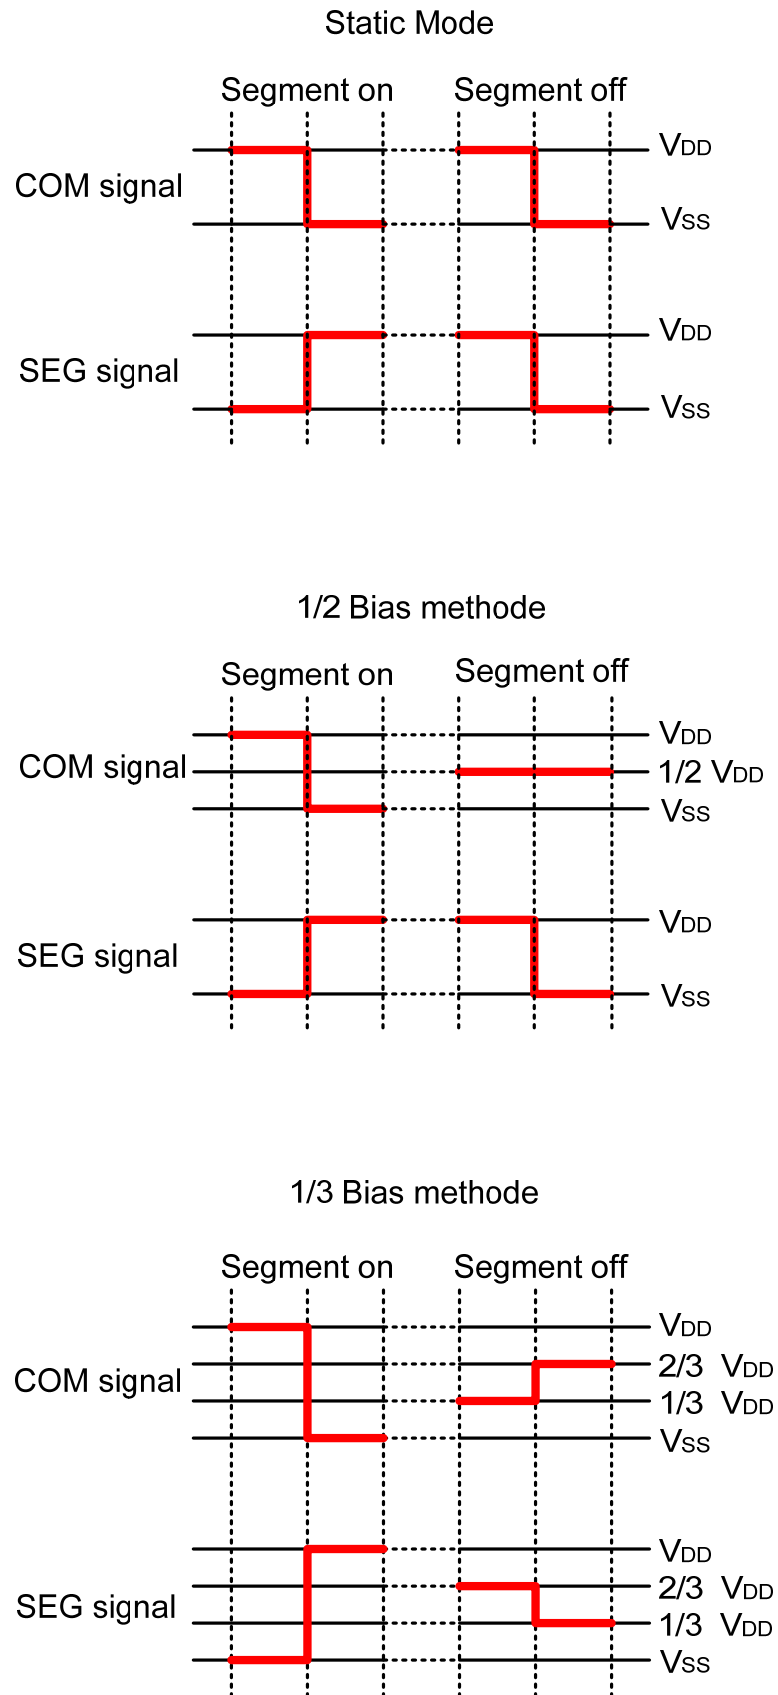 Static Mode
Segment on Segment off
VDD
COM signal
VSS
VDD
SEG signal
VSS
1/2 Bias methode
Segment on Segment off
VDD
COM signal 1/2 VDD
VSS
VDD
SEG signal
VSS
1/3 Bias methode
Segment on Segment off
VDD
2/3 VDD
COM signal
1/3 VDD
VSS
VDD
2/3 VDD
SEG signal
1/3 VDD
VSS